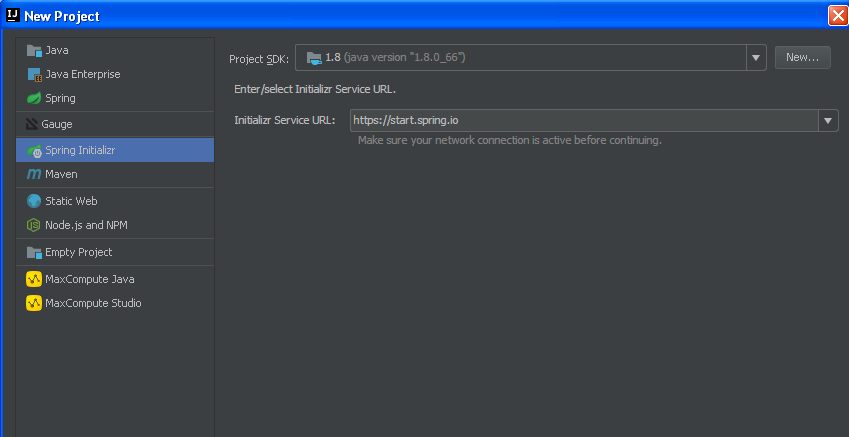 New Project
Java
Java Enterprise
Spring
Gauge
Spring Initializr
Maven
Static Web
Node.js and NPM
Empty Project
MaxCompute Java
MaxCompute Studio
Project SDK: 1.8 (java version "1.8.0_66") New...
Enter/select Initializr Service URL.
Initializr Service URL: https://start.spring.io
Make sure your network connection is active before continuing.